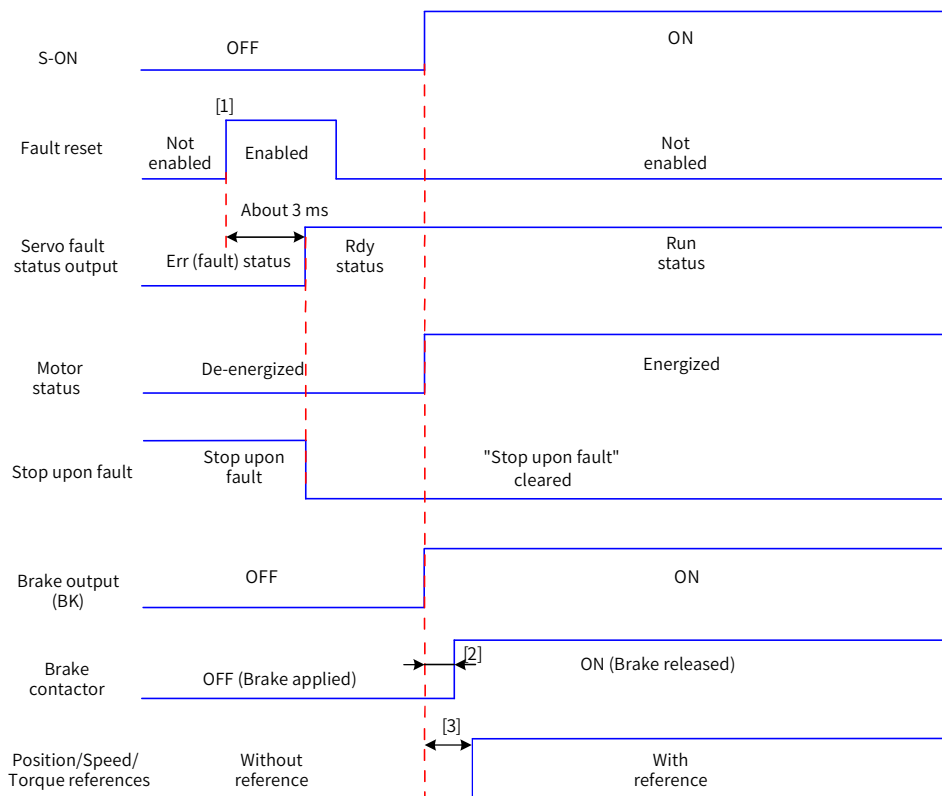 S-ON
OFF
ON
[1]
Fault reset
Not
enabled
Enabled
Not
enabled
About 3 ms
Servo fault
status output
Err (fault) status
Rdy
status
Run
status
Motor
status
De-energized
Energized
Stop upon fault
Stop upon
fault
"Stop upon fault"
cleared
Brake output
(BK)
OFF
ON
Brake
contactor
OFF (Brake applied)
[2]
ON (Brake released)
[3]
Position/Speed/
Torque references
Without
reference
With
reference